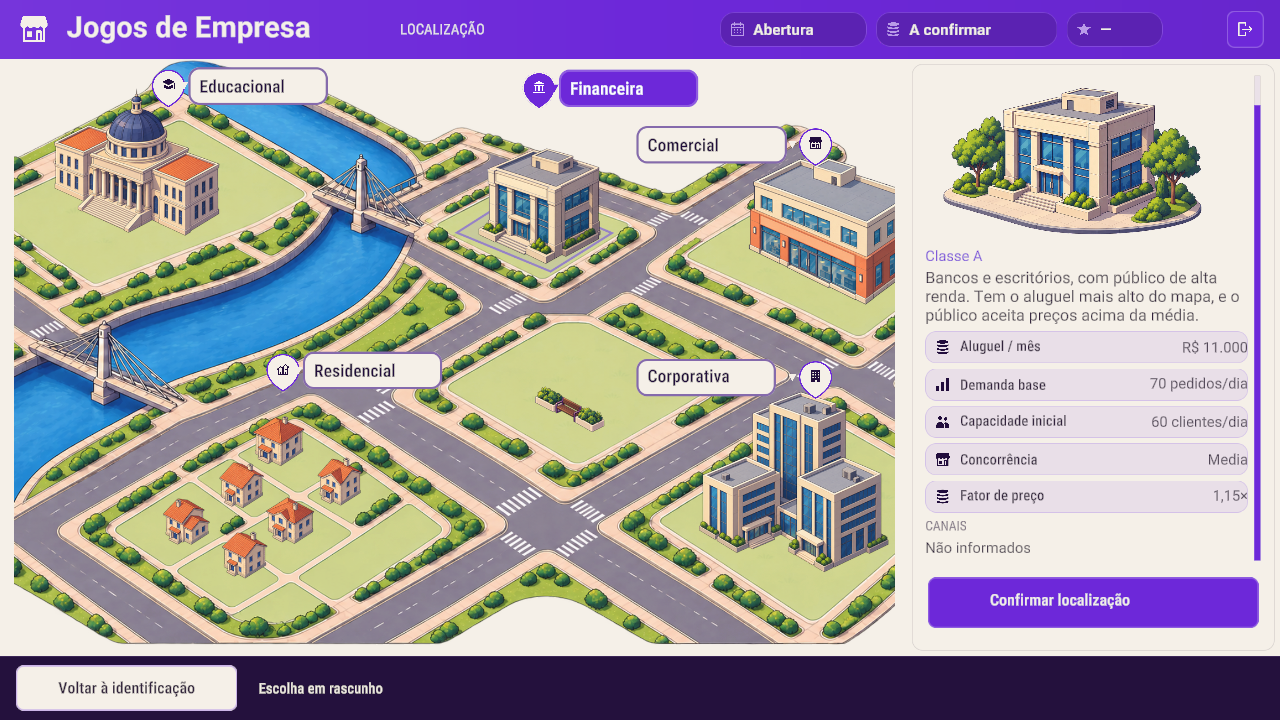 Jogos de Empresa
LOCALIZAÇÃO
Abertura
A confirmar
–
Educacional
Financeira
Comercial
Residencial
Corporativa
Classe A
Bancos e escritórios, com público de alta
renda. Tem o aluguel mais alto do mapa, e o
público aceita preços acima da média.
Aluguel / mês R$ 11.000
Demanda base 70 pedidos/dia
Capacidade inicial 60 clientes/dia
Concorrência Media
Fator de preço 1,15×
CANAIS
Não informados
Confirmar localização
Voltar à identificação
Escolha em rascunho